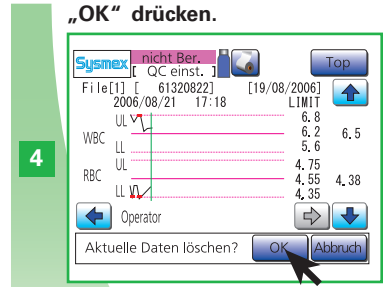 „OK“ drücken.
4
Sysmex nicht Ber. Top
[ QC einst. ]
File[1] [ 61320822] [19/08/2006]
2006/08/21 17:18 LIMIT
UL 6.8
WBC 6.2 6.5
LL 5.6
UL 4.75
RBC 4.55 4.38
LL 4.35
Operator
Aktuelle Daten löschen? OK Abbruch